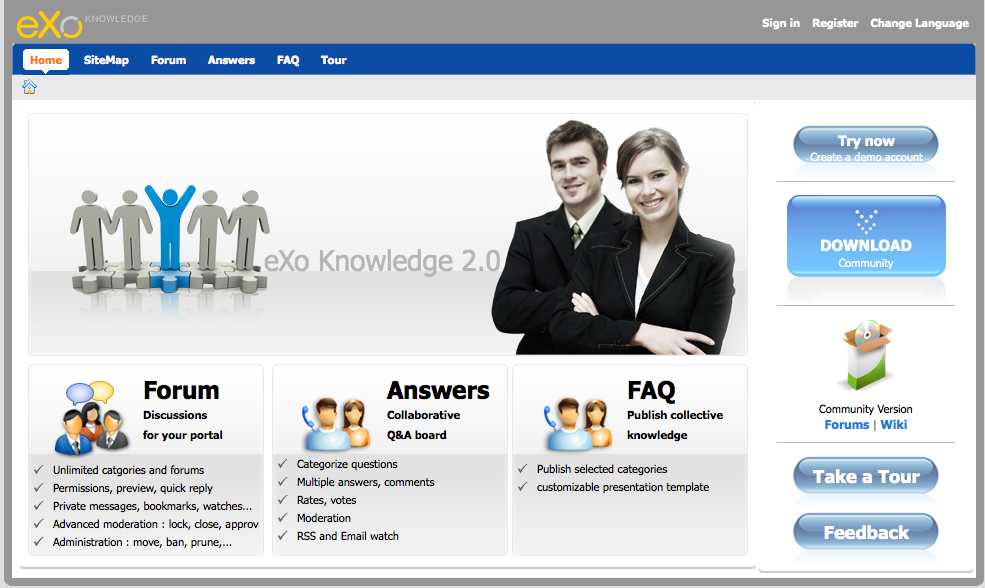 eXo KNOWLEDGE
Sign in Register Change Language
Home SiteMap Forum Answers FAQ Tour
eXo Knowledge 2.0
Try now
Create a demo account
DOWNLOAD
Community
Community Version
Forums | Wiki
Take a Tour
Feedback
Forum
Discussions
for your portal
Unlimited catgories and forums
Permissions, preview, quick reply
Private messages, bookmarks, watches...
Advanced moderation : lock, close, approv
Administration : move, ban, prune,...
Answers
Collaborative
Q&A board
Categorize questions
Multiple answers, comments
Rates, votes
Moderation
RSS and Email watch
FAQ
Publish collective
knowledge
Publish selected categories
customizable presentation template